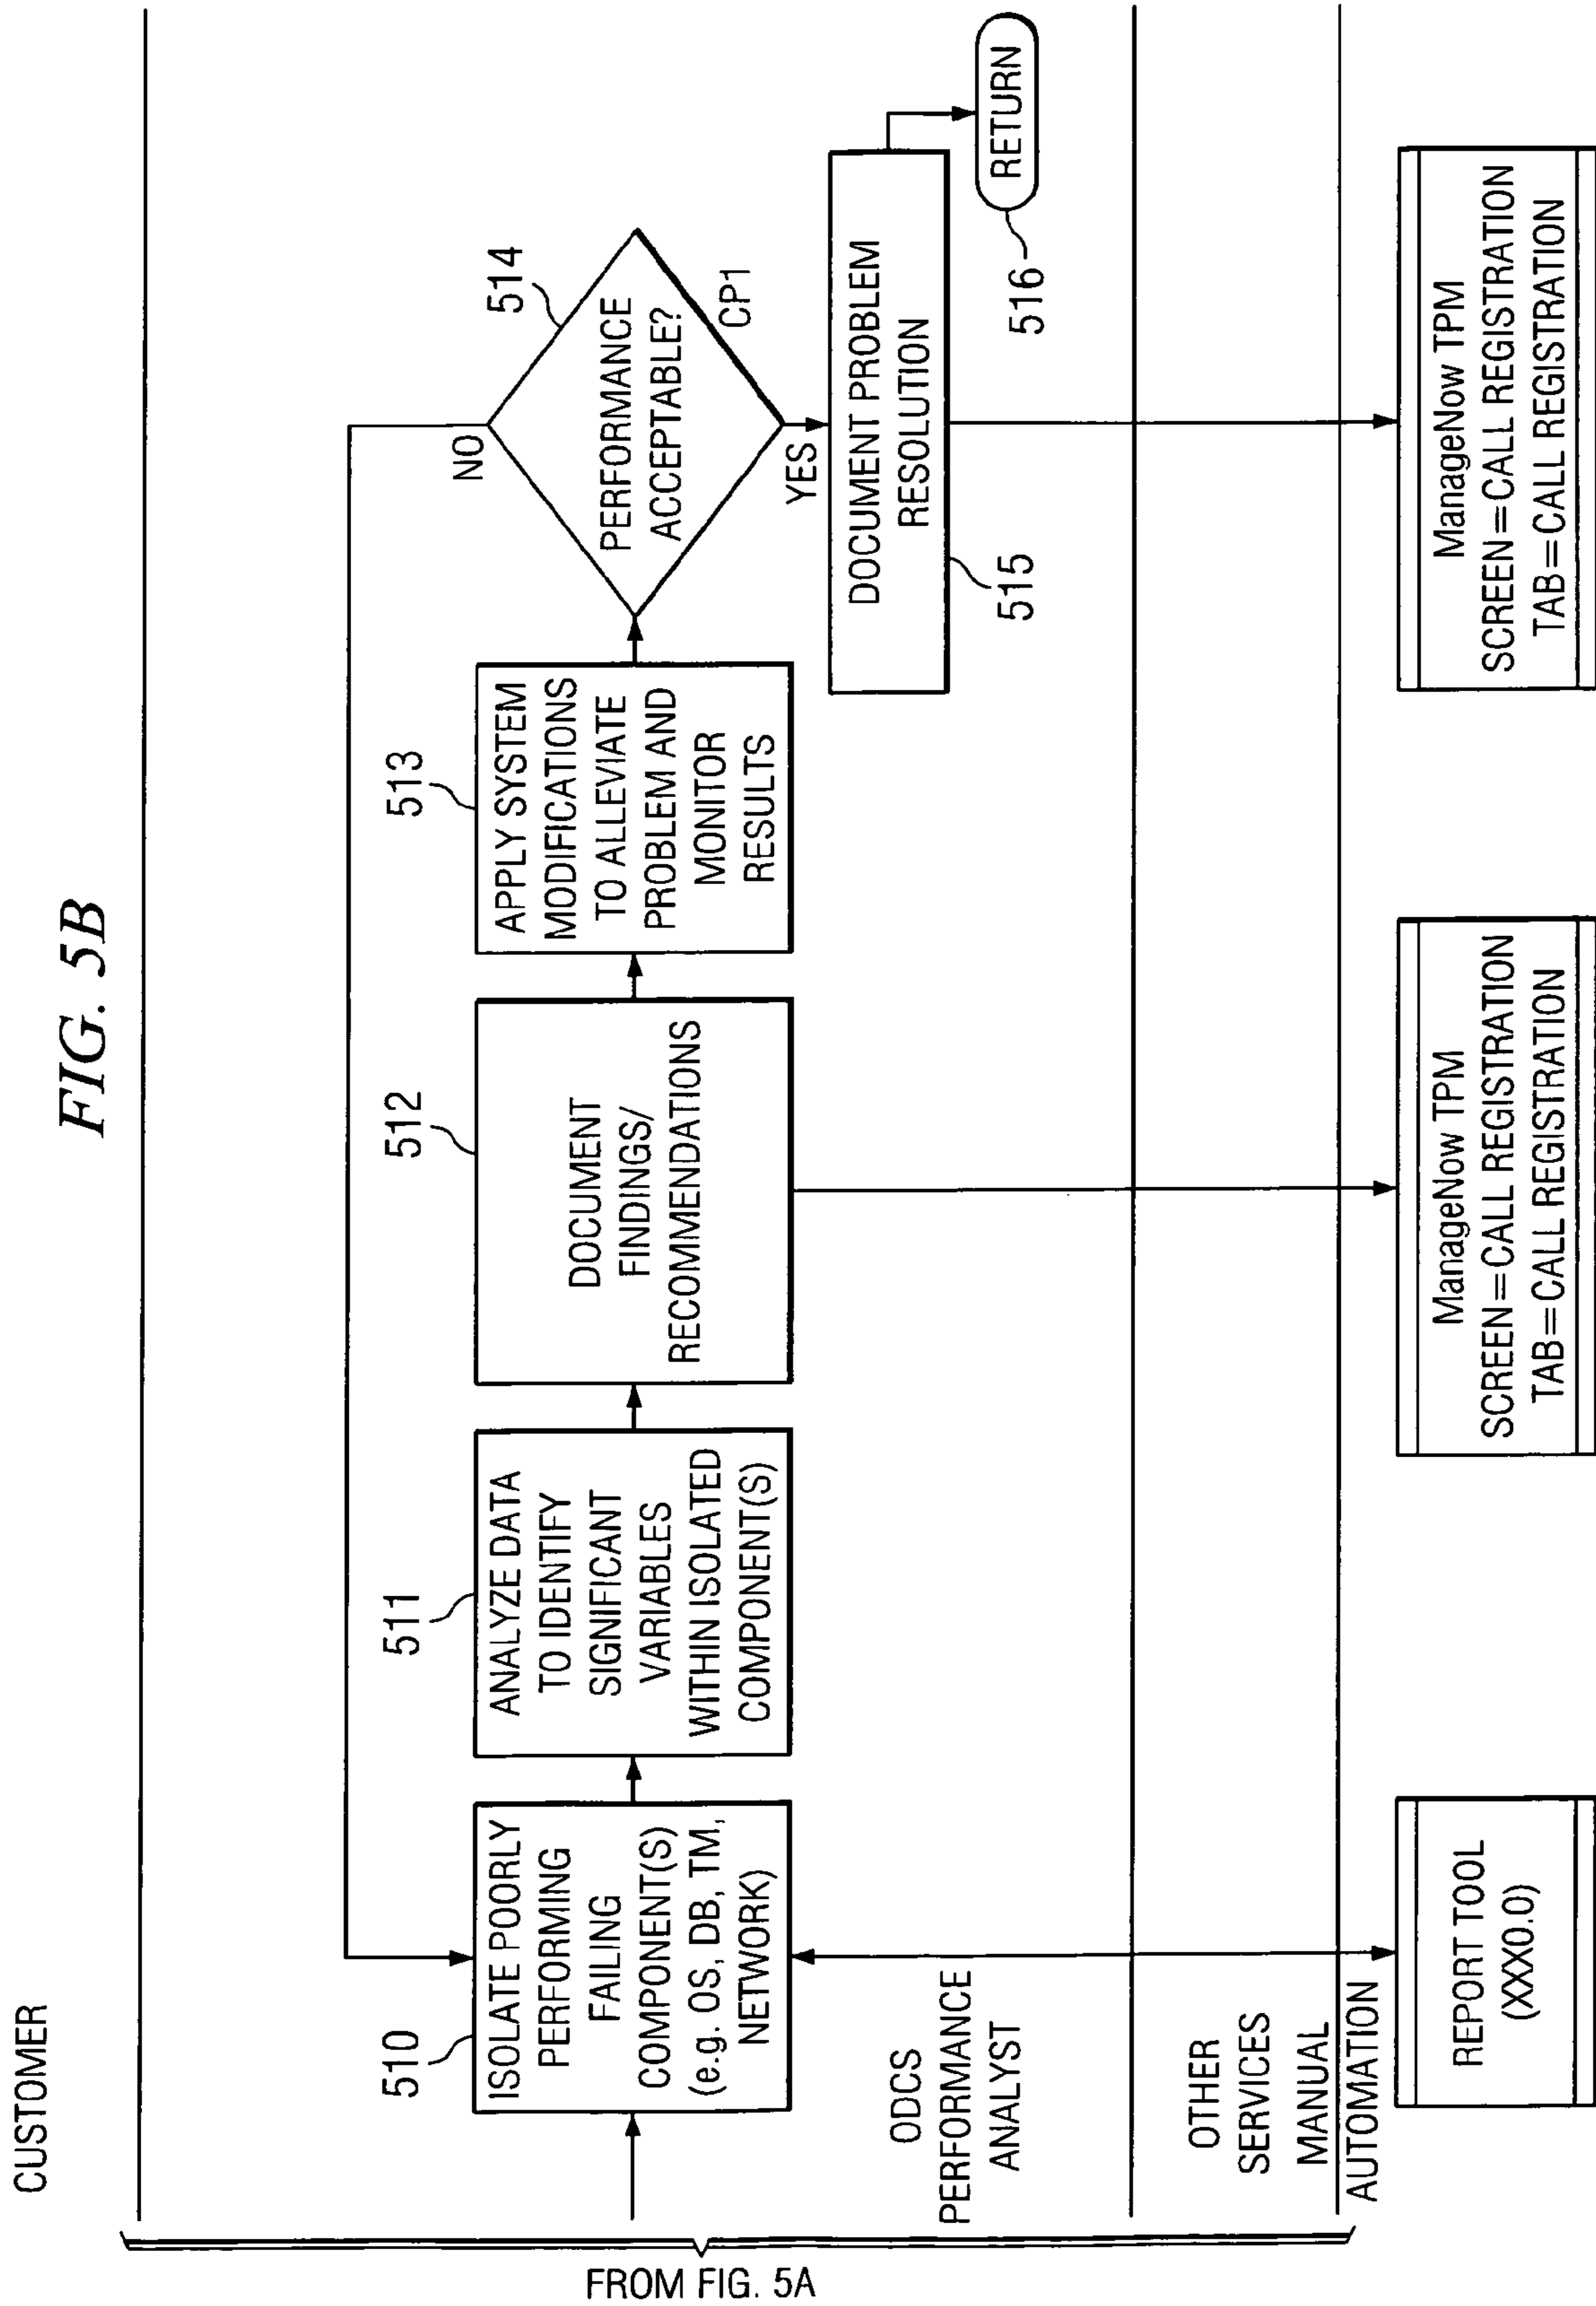 FIG. 5B
CUSTOMER
FROM FIG. 5A
510
ISOLATE POORLY
PERFORMING
FAILING
COMPONENT(S)
(e.g. OS, DB, TM,
NETWORK)
511
ANALYZE DATA
TO IDENTIFY
SIGNIFICANT
VARIABLES
WITHIN ISOLATED
COMPONENT(S)
512
DOCUMENT
FINDINGS/
RECOMMENDATIONS
513
APPLY SYSTEM
MODIFICATIONS
TO ALLEVIATE
PROBLEM AND
MONITOR
RESULTS
514
PERFORMANCE
ACCEPTABLE?
NO
CP1
YES
DOCUMENT PROBLEM
RESOLUTION
515
RETURN
516
ODCS
PERFORMANCE
ANALYST
OTHER
SERVICES
MANUAL
AUTOMATION
REPORT TOOL
(XXX0.0)
ManageNow TPM
SCREEN=CALL REGISTRATION
TAB=CALL REGISTRATION
ManageNow TPM
SCREEN=CALL REGISTRATION
TAB=CALL REGISTRATION